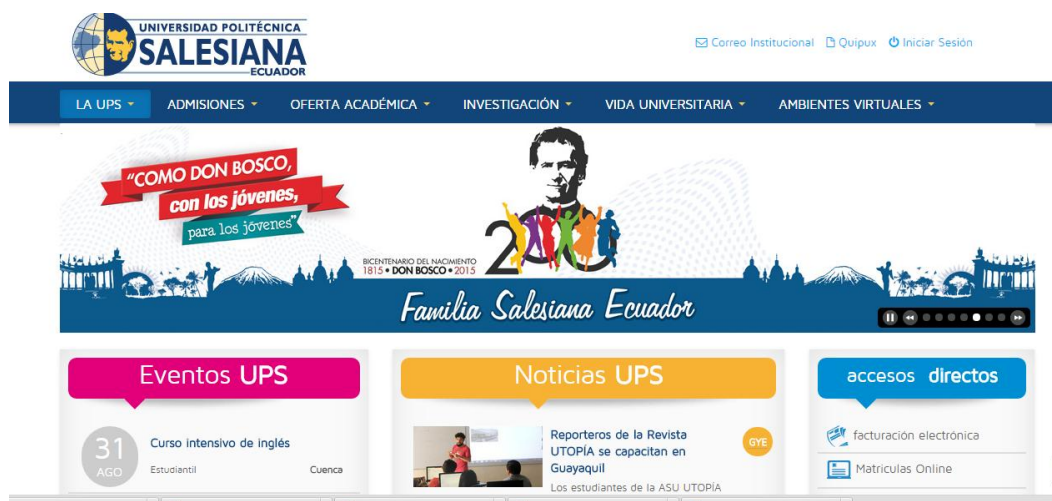 UNIVERSIDAD POLITÉCNICA
SALESIANA
ECUADOR
Correo Institucional Quipux Iniciar Sesión
LA UPS ADMISIONES OFERTA ACADÉMICA INVESTIGACIÓN VIDA UNIVERSITARIA AMBIENTES VIRTUALES
"COMO DON BOSCO,
con los jóvenes,
para los jóvenes"
200
BICENTENARIO DEL NACIMIENTO
1815 • DON BOSCO • 2015
Familia Salesiana Ecuador
Eventos UPS
31
AGO
Curso intensivo de inglés
Estudiantil Cuenca
Noticias UPS
Reporteros de la Revista
UTOPÍA se capacitan en
Guayaquil
GYE
Los estudiantes de la ASU UTOPÍA
accesos directos
facturación electrónica
Matriculas Online